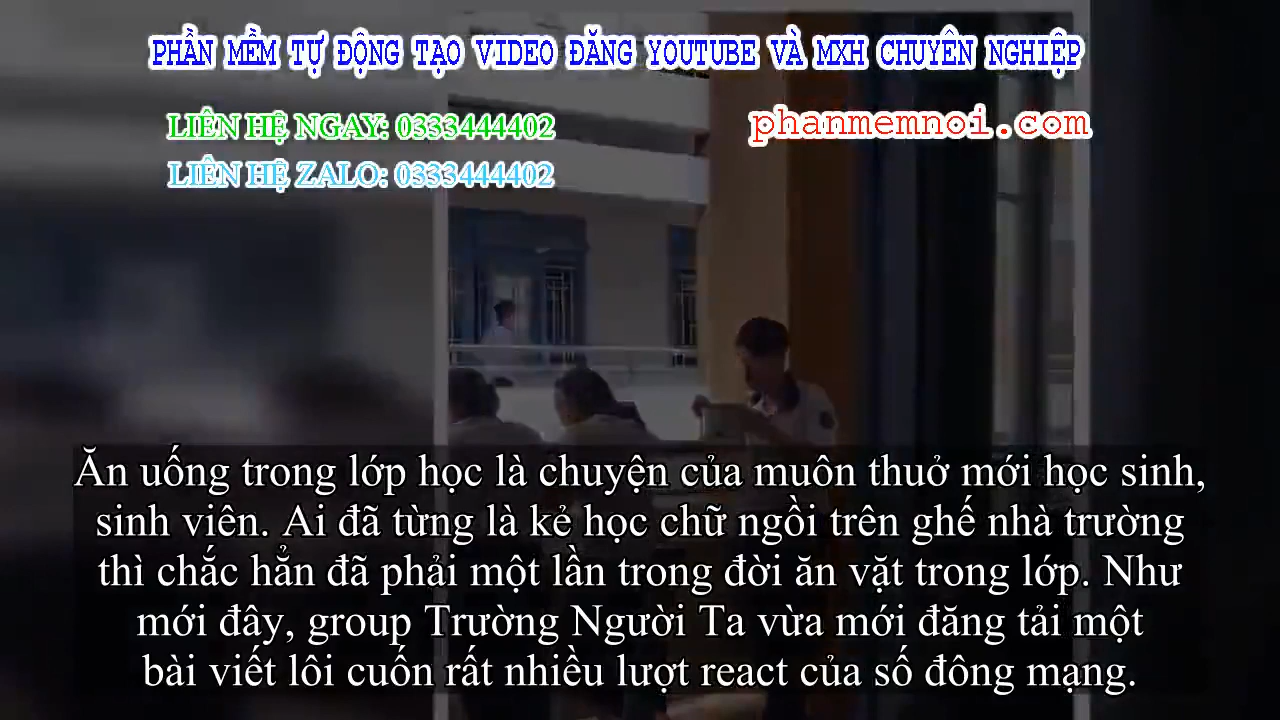 PHẦN MỀM TỰ ĐỘNG TẠO VIDEO ĐĂNG YOUTUBE VÀ MXH CHUYÊN NGHIỆP
LIÊN HỆ NGAY: 0333444402
phanmemnoi.com
LIÊN HỆ ZALO: 0333444402
Ăn uống trong lớp học là chuyện của muôn thuở mới học sinh,
sinh viên. Ai đã từng là kẻ học chữ ngồi trên ghế nhà trường
thì chắc hẳn đã phải một lần trong đời ăn vặt trong lớp. Như
mới đây, group Trường Người Ta vừa mới đăng tải một
bài viết lôi cuốn rất nhiều lượt react của số đông mạng.